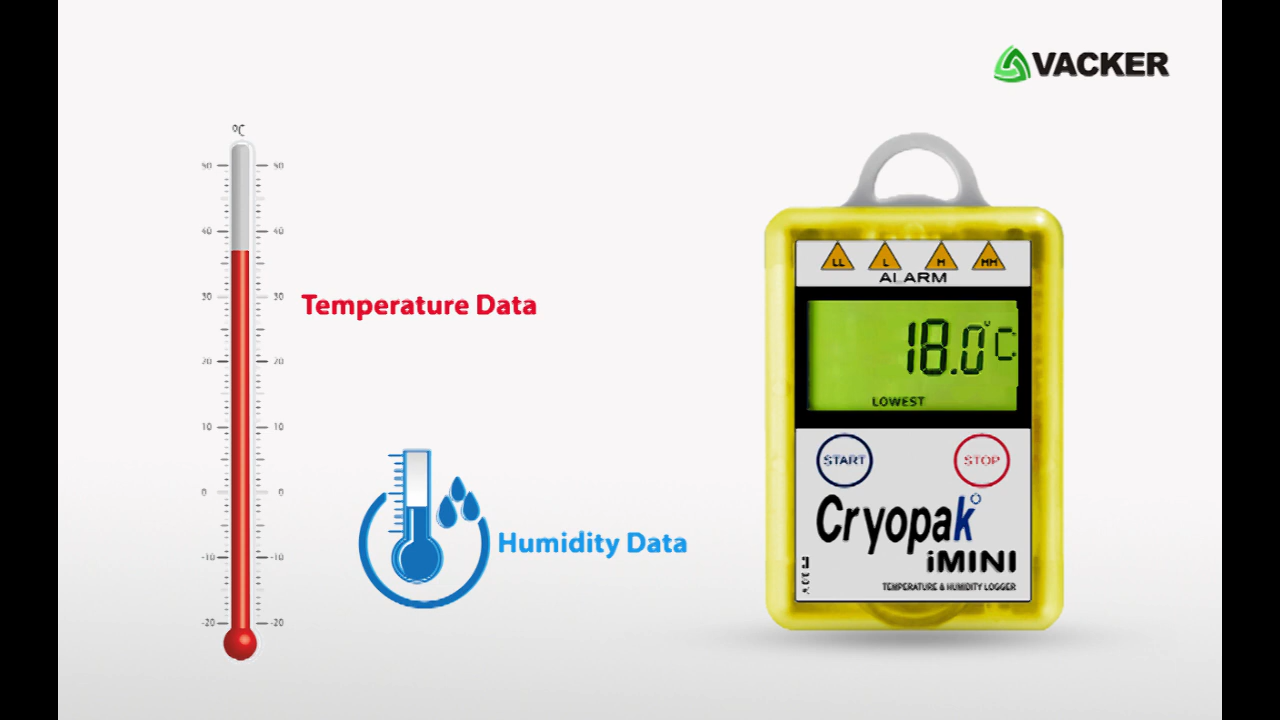 VACKER
°C
50 50
40 40
30 30
20 20
10 10
0 0
-10 -10
-20 -20
Temperature Data
Humidity Data
LL L H HH
ALARM
18.0°C
LOWEST
START STOP
Cryopak
iMINI
TEMPERATURE & HUMIDITY LOGGER